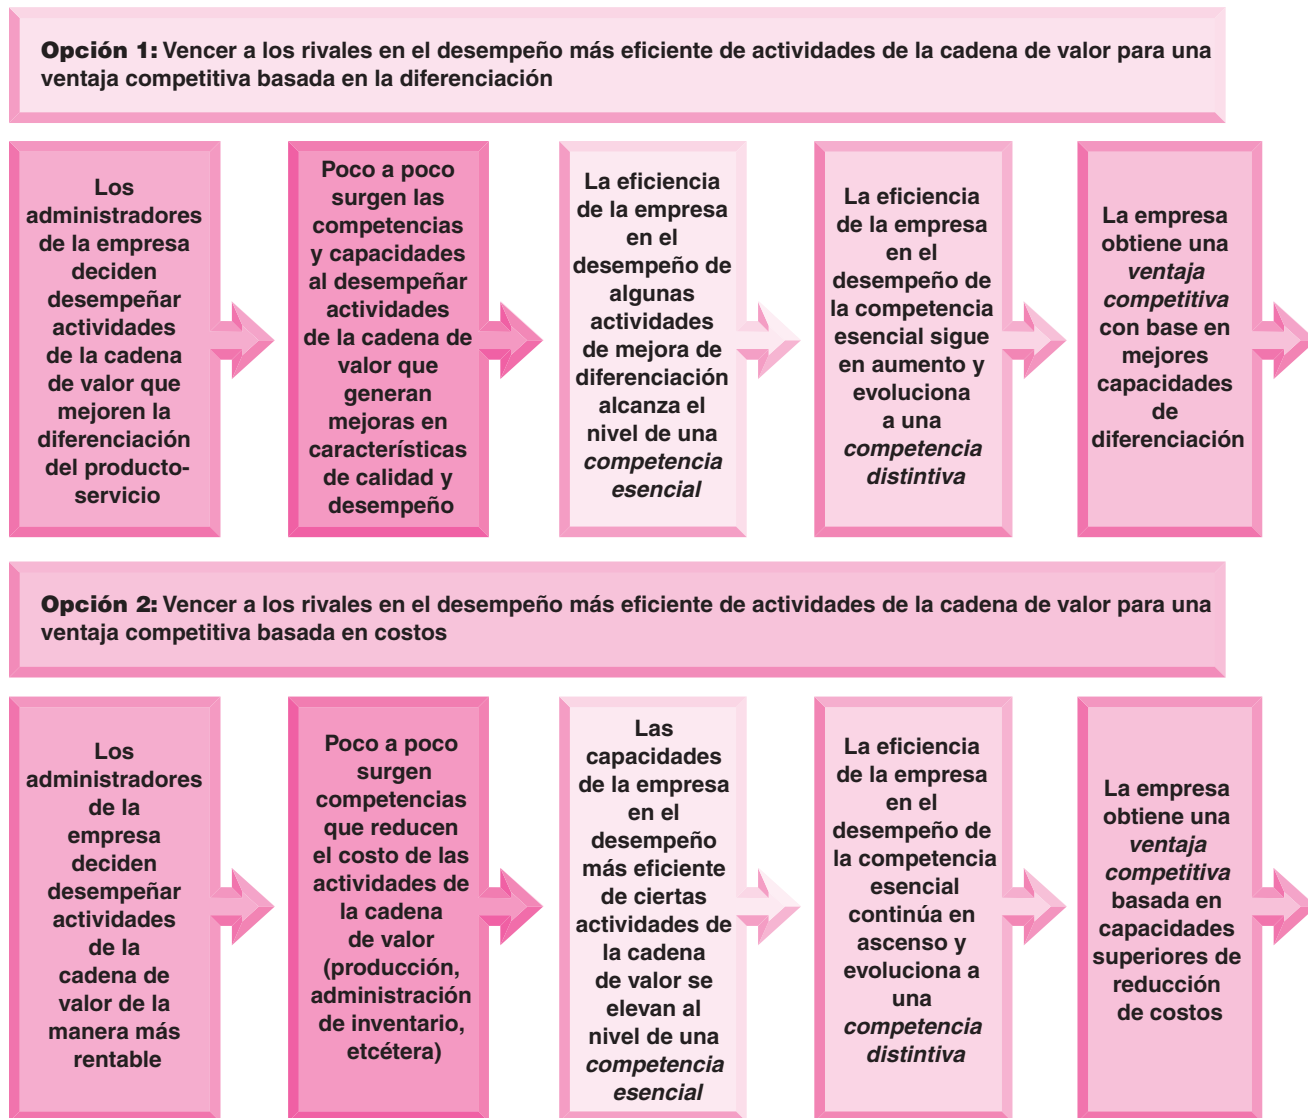 Opción 1: Vencer a los rivales en el desempeño más eficiente de actividades de la cadena de valor para una
ventaja competitiva basada en la diferenciación
Los
administradores
de la empresa
deciden
desempeñar
actividades
de la cadena
de valor que
mejoren la
diferenciación
del producto-
servicio
Poco a poco
surgen las
competencias
y capacidades
al desempeñar
actividades
de la cadena de
valor que
generan
mejoras en
características
de calidad y
desempeño
La eficiencia
de la empresa
en el
desempeño de
algunas
actividades
de mejora de
diferenciación
alcanza el
nivel de una
competencia
esencial
La eficiencia
de la empresa
en el
desempeño de
la competencia
esencial sigue
en aumento y
evoluciona
a una
competencia
distintiva
La empresa
obtiene una
ventaja
competitiva
con base en
mejores
capacidades
de
diferenciación
Opción 2: Vencer a los rivales en el desempeño más eficiente de actividades de la cadena de valor para una
ventaja competitiva basada en costos
Los
administradores
de la
empresa
deciden
desempeñar
actividades
de la
cadena de
valor de la
manera más
rentable
Poco a poco
surgen
competencias
que reducen
el costo de las
actividades de
la cadena
de valor
(producción,
administración
de inventario,
etcétera)
Las
capacidades
de la empresa
en el
desempeño
más eficiente
de ciertas
actividades de
la cadena
de valor se
elevan al
nivel de una
competencia
esencial
La eficiencia
de la empresa
en el
desempeño de
la competencia
esencial
continúa en
ascenso y
evoluciona a
una
competencia
distintiva
La empresa
obtiene una
ventaja
competitiva
basada en
capacidades
superiores de
reducción
de costos